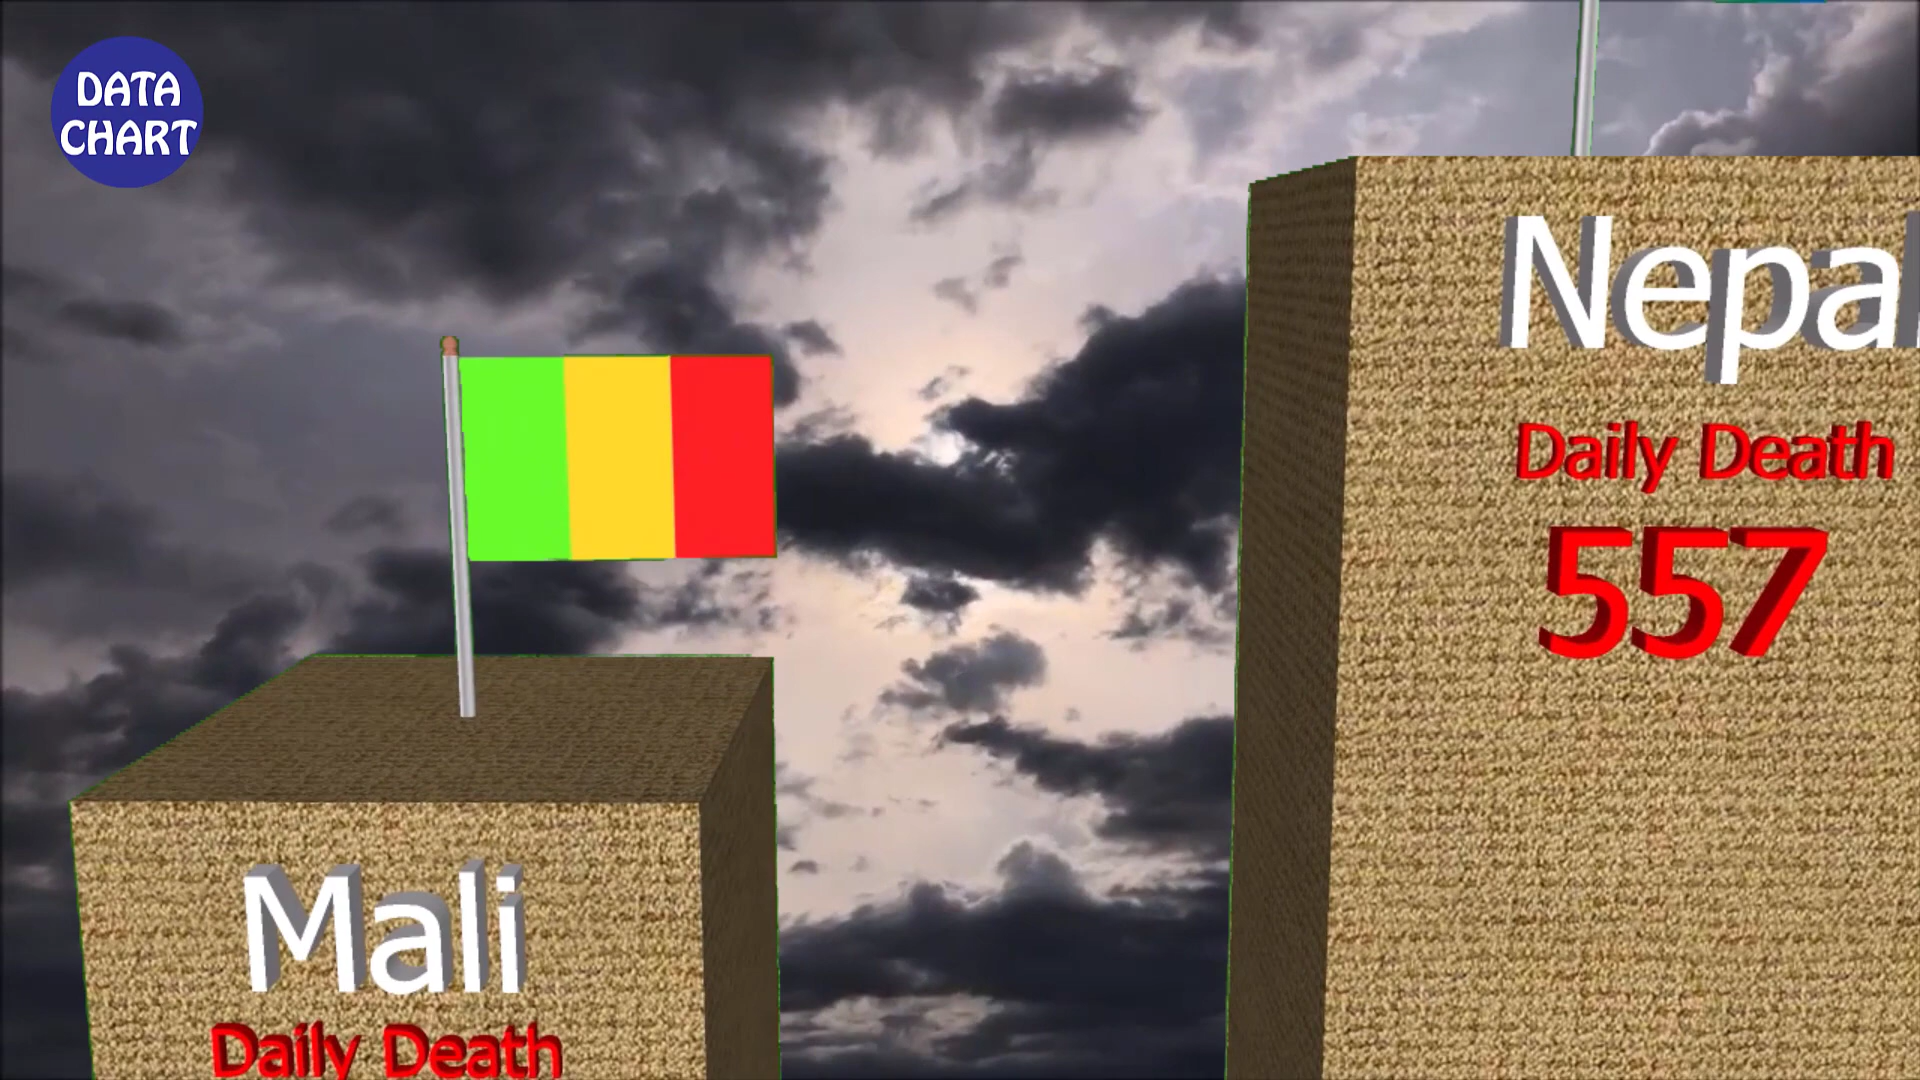 DATA
CHART
Nepal
Daily Death
557
Mali
Daily Death